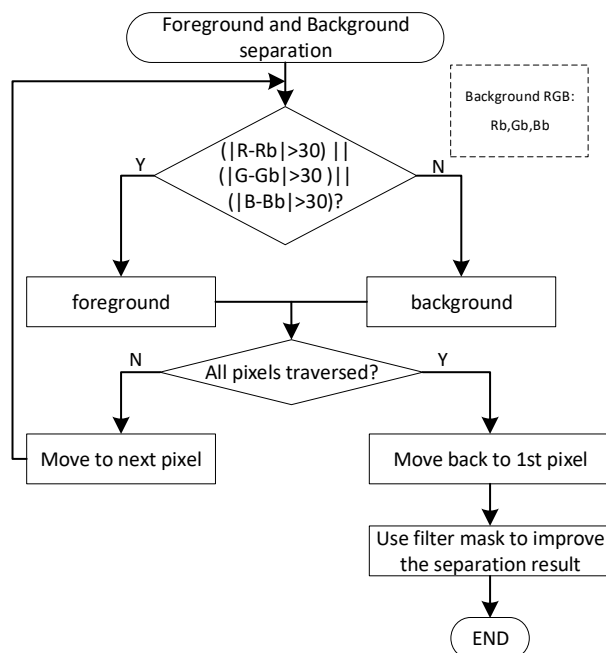 Foreground and Background
separation
Background RGB:
Rb,Gb,Bb
(|R-Rb|>30) ||
(|G-Gb|>30 )||
(|B-Bb|>30)?
Y
N
foreground
background
All pixels traversed?
N
Y
Move to next pixel
Move back to 1st pixel
Use filter mask to improve
the separation result
END